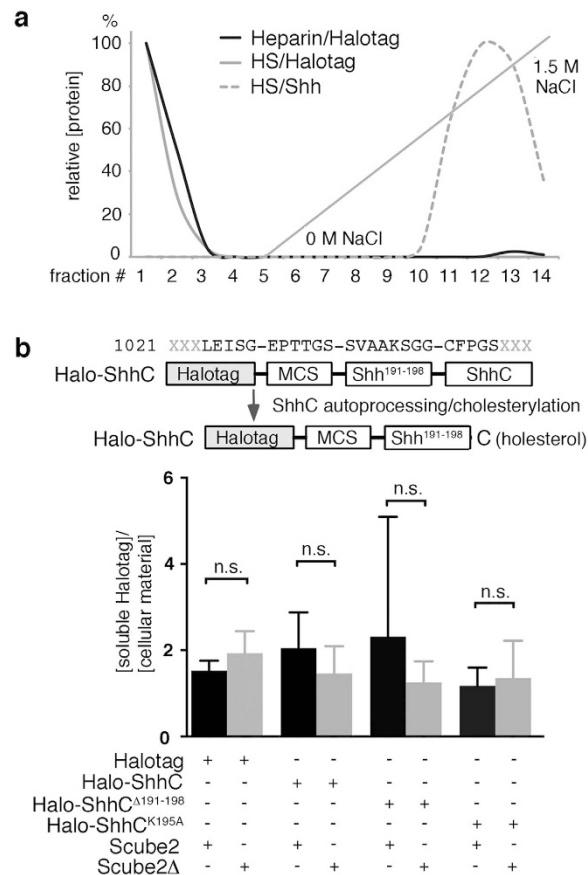 a
%
100
80
60
40
20
0
relative [protein]
Heparin/Halotag
HS/Halotag
HS/Shh
1.5 M
NaCl
0 M NaCl
fraction # 1 2 3 4 5 6 7 8 9 10 11 12 13 14
b
1021 XXXLEISG-EPTTGS-SVAAKSGG-CFPGSXXX
Halo-ShhC Halotag MCS Shh191-198 ShhC
ShhC autoprocessing/cholesterylation
Halo-ShhC Halotag MCS Shh191-198 C (holesterol)
[soluble Halotag]/
[cellular material]
6
4
2
0
n.s. n.s. n.s. n.s.
Halotag + + - - - - - -
Halo-ShhC - - + + - - - -
Halo-ShhCΔ191-198 - - - - + + - -
Halo-ShhCK195A - - - - - - + +
Scube2 + - + - + - + -
Scube2Δ - + - + - + - +